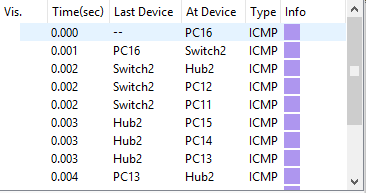 Vis. Time(sec) Last Device At Device Type Info
0.000 -- PC16 ICMP
0.001 PC16 Switch2 ICMP
0.002 Switch2 Hub2 ICMP
0.002 Switch2 PC12 ICMP
0.002 Switch2 PC11 ICMP
0.003 Hub2 PC15 ICMP
0.003 Hub2 PC14 ICMP
0.003 Hub2 PC13 ICMP
0.004 PC13 Hub2 ICMP